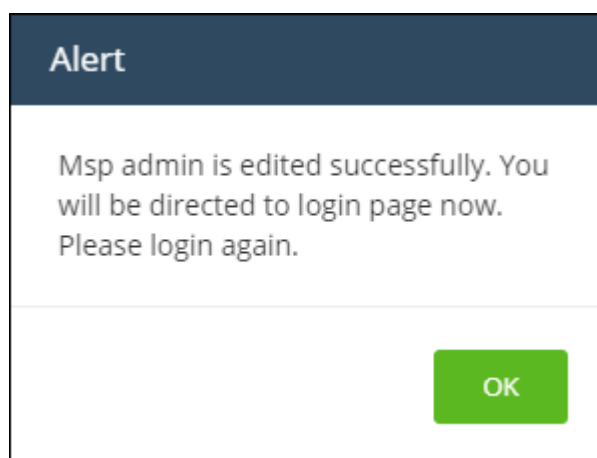 Alert
Msp admin is edited successfully. You
will be directed to login page now.
Please login again.
OK